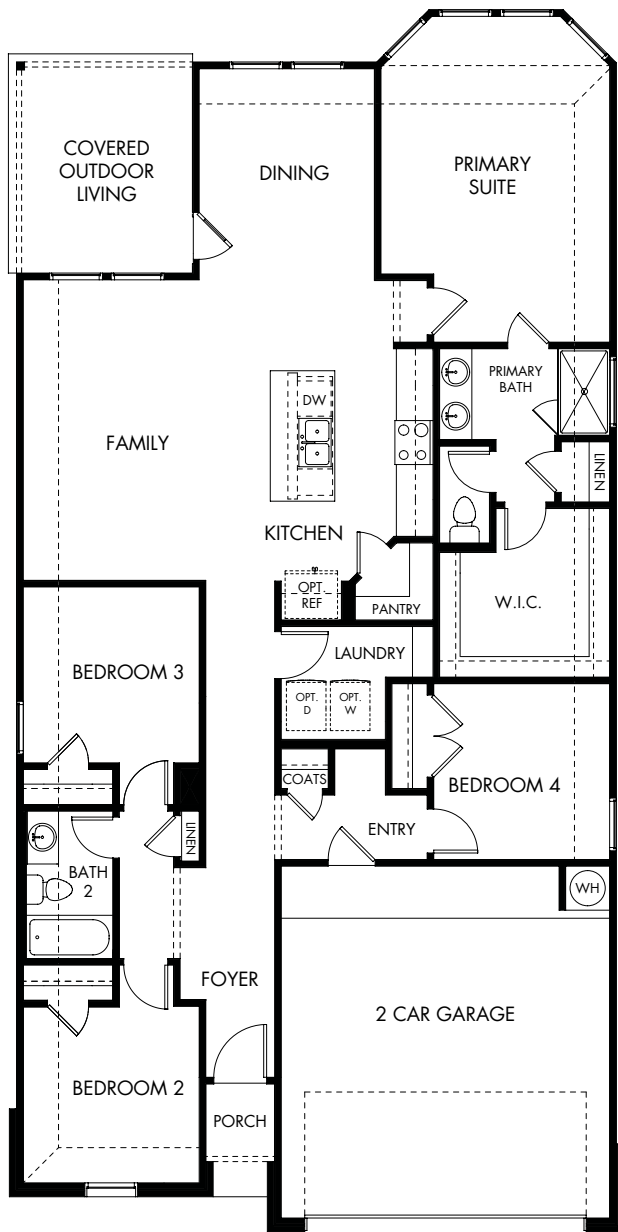 COVERED
OUTDOOR
LIVING
DINING
PRIMARY
SUITE
PRIMARY
BATH
DW
FAMILY
LINEN
KITCHEN
OPT.
REF
PANTRY
W.I.C.
LAUNDRY
BEDROOM 3
OPT.
D
OPT.
W
COATS
BEDROOM 4
ENTRY
LINEN
BATH
2
WH
FOYER
2 CAR GARAGE
BEDROOM 2
PORCH